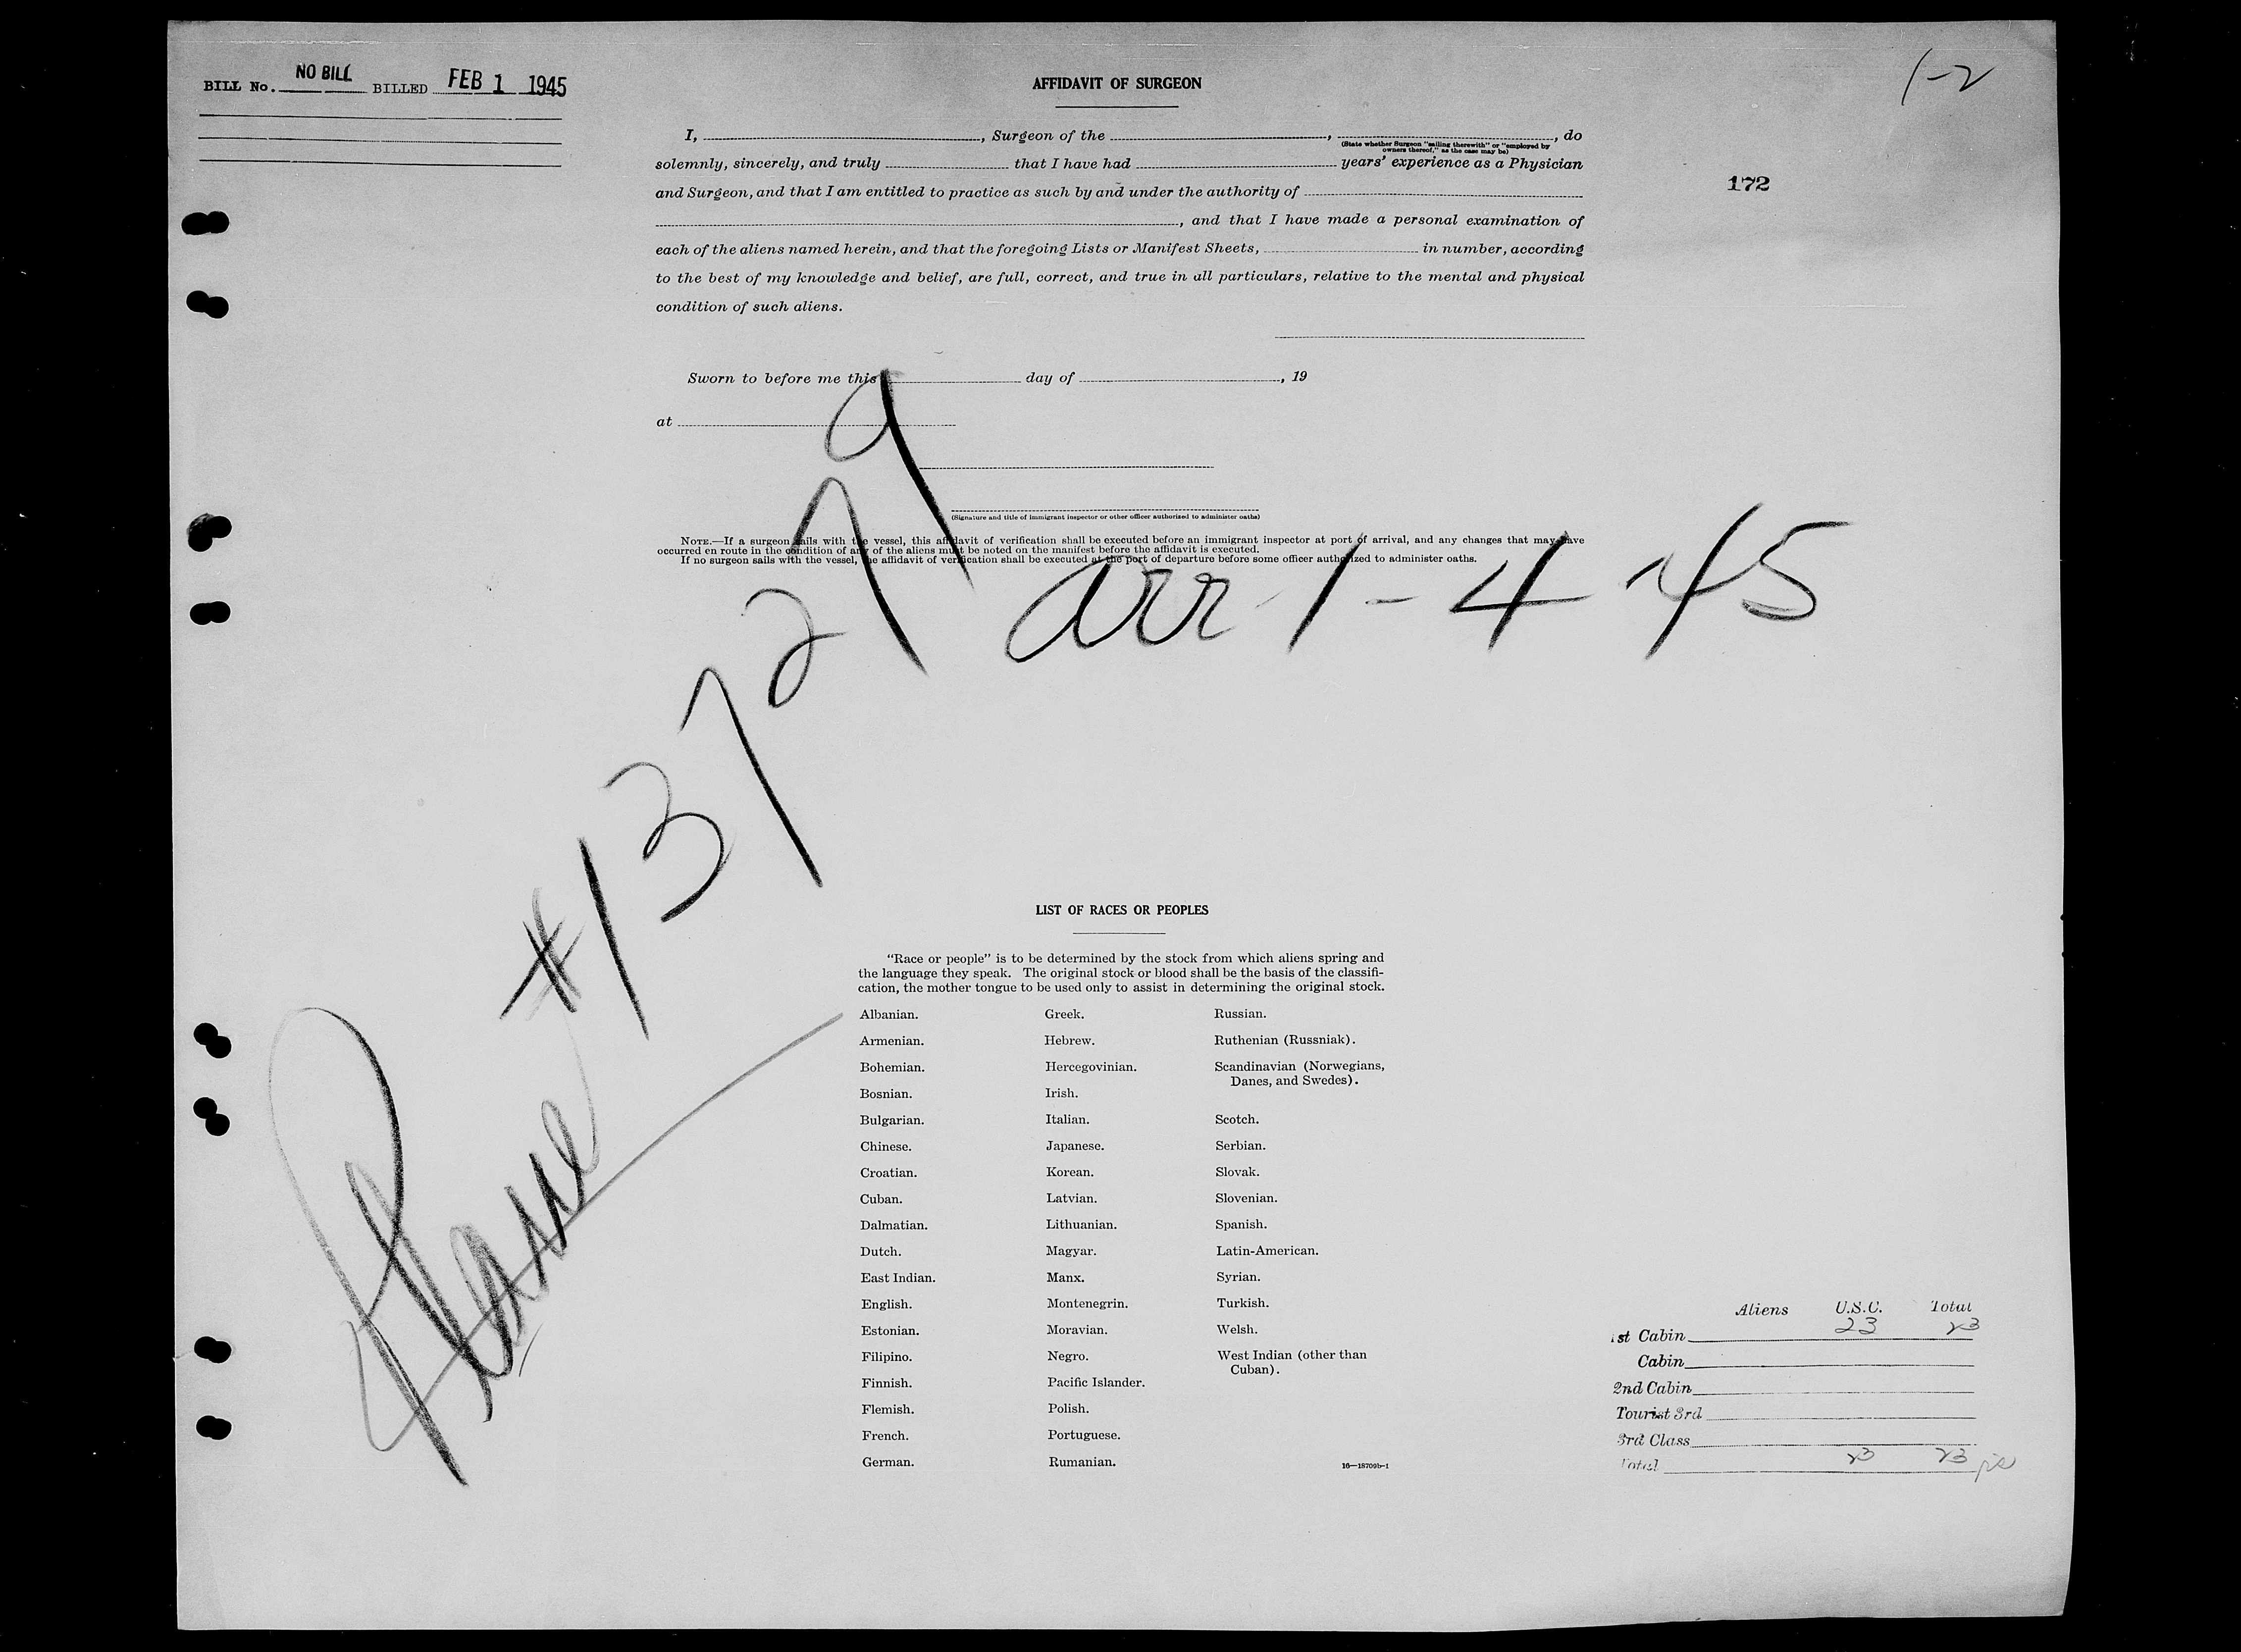 BILL No. NO BILL BILLED FEB 1 1945
1-2
172
AFFIDAVIT OF SURGEON
I, , Surgeon of the , , do
(State whether Surgeon "sailing therewith" or "employed by
owners thereof," as the case may be)
solemnly, sincerely, and truly that I have had years' experience as a Physician
and Surgeon, and that I am entitled to practice as such by and under the authority of
, and that I have made a personal examination of
each of the aliens named herein, and that the foregoing Lists or Manifest Sheets, in number, according
to the best of my knowledge and belief, are full, correct, and true in all particulars, relative to the mental and physical
condition of such aliens.
Sworn to before me this day of , 19
at
(Signature and title of immigrant inspector or other officer authorized to administer oaths)
NOTE.—If a surgeon sails with the vessel, this affidavit of verification shall be executed before an immigrant inspector at port of arrival, and any changes that may have
occurred en route in the condition of any of the aliens must be noted on the manifest before the affidavit is executed.
If no surgeon sails with the vessel, the affidavit of verification shall be executed at the port of departure before some officer authorized to administer oaths.
arr 1-4-45
Plane #137279
LIST OF RACES OR PEOPLES
"Race or people" is to be determined by the stock from which aliens spring and
the language they speak. The original stock or blood shall be the basis of the classifi-
cation, the mother tongue to be used only to assist in determining the original stock.
Albanian. Greek. Russian.
Armenian. Hebrew. Ruthenian (Russniak).
Bohemian. Hercegovinian. Scandinavian (Norwegians,
Danes, and Swedes).
Bosnian. Irish.
Bulgarian. Italian. Scotch.
Chinese. Japanese. Serbian.
Croatian. Korean. Slovak.
Cuban. Latvian. Slovenian.
Dalmatian. Lithuanian. Spanish.
Dutch. Magyar. Latin-American.
East Indian. Manx. Syrian.
English. Montenegrin. Turkish.
Estonian. Moravian. Welsh.
Filipino. Negro. West Indian (other than
Cuban).
Finnish. Pacific Islander.
Flemish. Polish.
French. Portuguese.
German. Rumanian.
16—18709b-1
Aliens U.S.C. Total
1st Cabin 23 23
Cabin
2nd Cabin
Tourist 3rd
3rd Class
Total 23 23